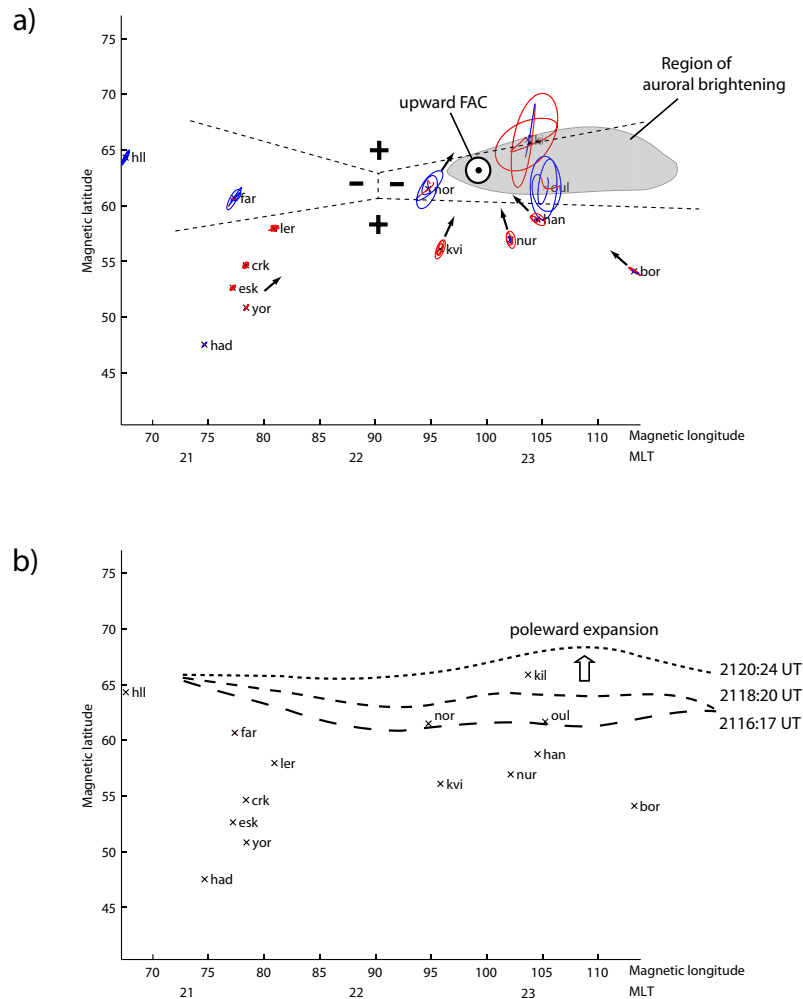 a)
Magnetic latitude
75
70
65
60
55
50
45
Region of
auroral brightening
upward FAC
hll
far
ler
crk
esk
yor
had
nor
kvi
nur
han
oul
bor
+
- -
+
70 75 80 85 90 95 100 105 110 Magnetic longitude
21 22 23 MLT
b)
Magnetic latitude
75
70
65
60
55
50
45
poleward expansion
2120:24 UT
2118:20 UT
2116:17 UT
hll
kil
nor
oul
far
han
ler
nur
kvi
crk
bor
esk
yor
had
70 75 80 85 90 95 100 105 110 Magnetic longitude
21 22 23 MLT